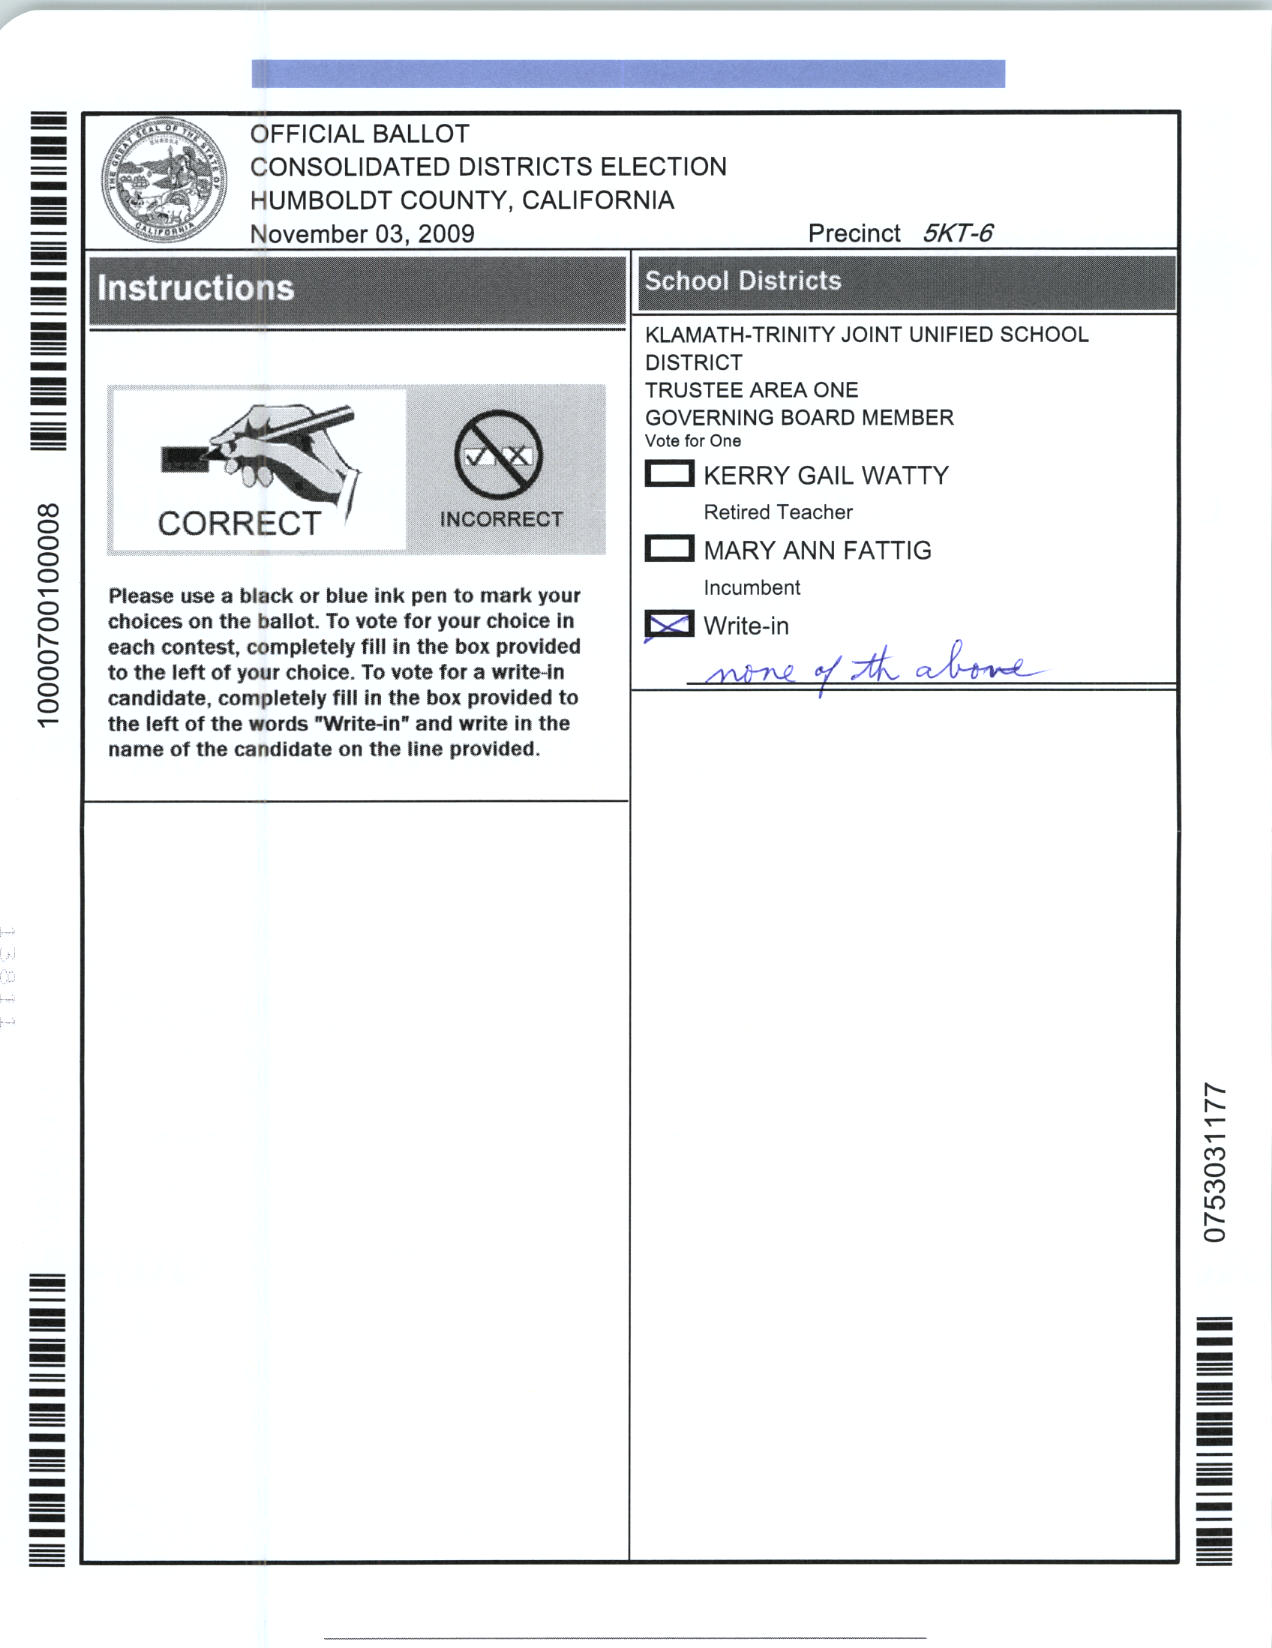 OFFICIAL BALLOT
CONSOLIDATED DISTRICTS ELECTION
HUMBOLDT COUNTY, CALIFORNIA
November 03, 2009
Precinct 5KT-6
THE GREAT SEAL OF THE STATE OF
EUREKA
CALIFORNIA
Instructions
CORRECT
INCORRECT
Please use a black or blue ink pen to mark your
choices on the ballot. To vote for your choice in
each contest, completely fill in the box provided
to the left of your choice. To vote for a write-in
candidate, completely fill in the box provided to
the left of the words "Write-in" and write in the
name of the candidate on the line provided.
School Districts
KLAMATH-TRINITY JOINT UNIFIED SCHOOL
DISTRICT
TRUSTEE AREA ONE
GOVERNING BOARD MEMBER
Vote for One
KERRY GAIL WATTY
Retired Teacher
MARY ANN FATTIG
Incumbent
Write-in
none of th above
10000700100008
13811
0753031177